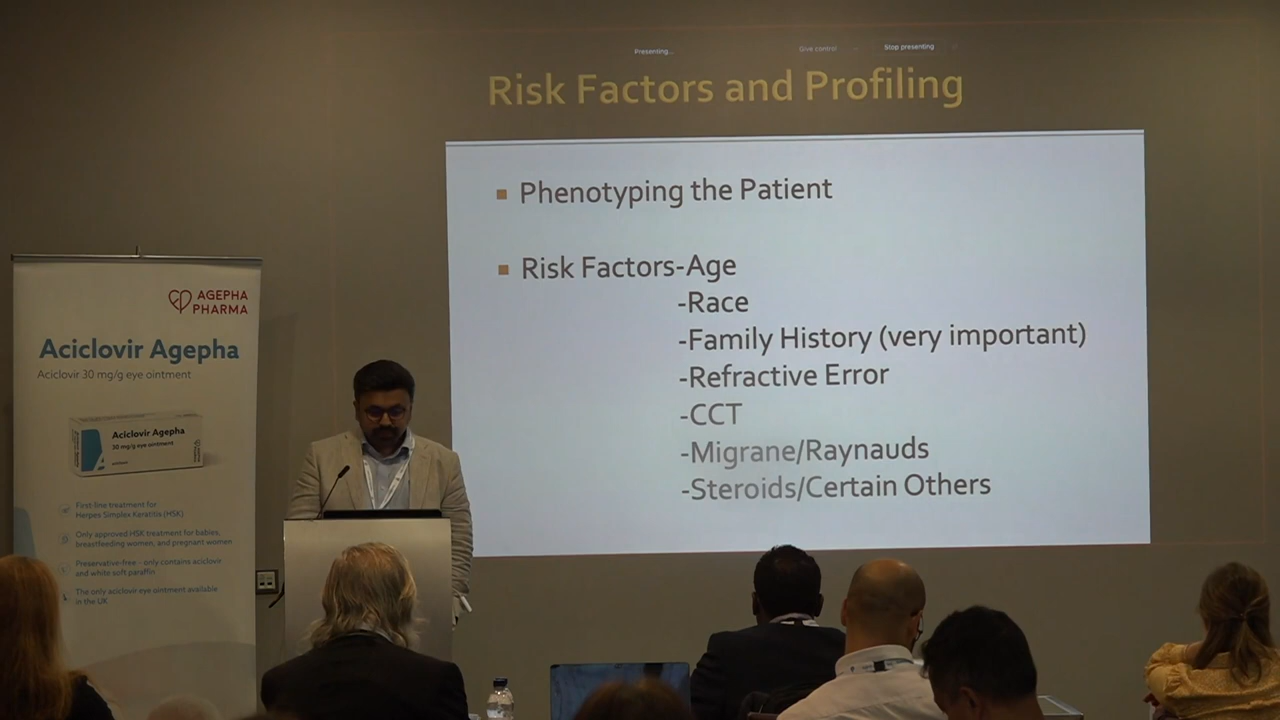 Presenting...
Give control
Stop presenting
Risk Factors and Profiling
Phenotyping the Patient
Risk Factors-Age
-Race
-Family History (very important)
-Refractive Error
-CCT
-Migrane/Raynauds
-Steroids/Certain Others
AGEPHA
PHARMA
Aciclovir Agepha
Aciclovir 30 mg/g eye ointment
Aciclovir Agepha
30 mg/g eye ointment
First-line treatment for
Herpes Simplex Keratitis (HSK)
Only approved HSK treatment for babies,
breastfeeding women, and pregnant women
Preservative-free – only contains aciclovir
and white soft paraffin
The only aciclovir eye ointment available
in the UK